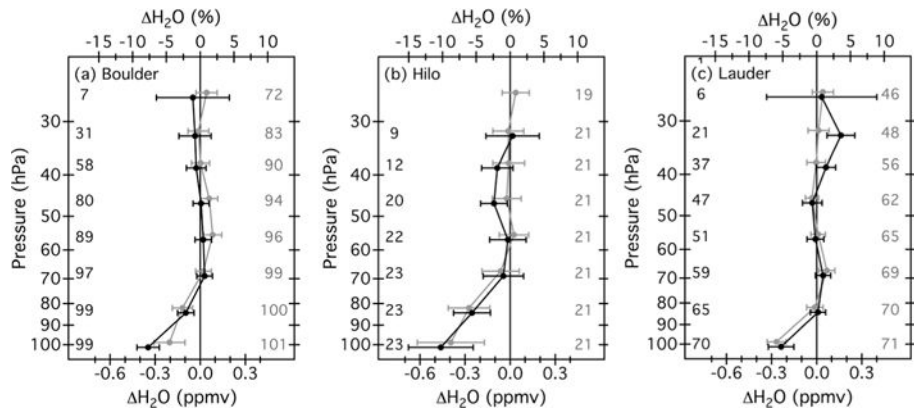 ΔH₂O (%) ΔH₂O (%) ΔH₂O (%)
-15 -10 -5 0 5 10 -15 -10 -5 0 5 10 -15 -10 -5 0 5 10
(a) Boulder (b) Hilo (c) Lauder
7 72 19 6 46
30 31 83 30 9 21 30 21 48
40 58 90 40 12 21 40 37 56
50 80 94 50 20 21 50 47 62
60 89 96 60 22 21 60 51 65
70 97 99 70 23 21 70 59 69
80 99 100 80 23 21 80 65 70
90 90 90
100 99 101 100 23 21 100 70 71
Pressure (hPa) Pressure (hPa) Pressure (hPa)
-0.6 -0.3 0.0 0.3 -0.6 -0.3 0.0 0.3 -0.6 -0.3 0.0 0.3
ΔH₂O (ppmv) ΔH₂O (ppmv) ΔH₂O (ppmv)